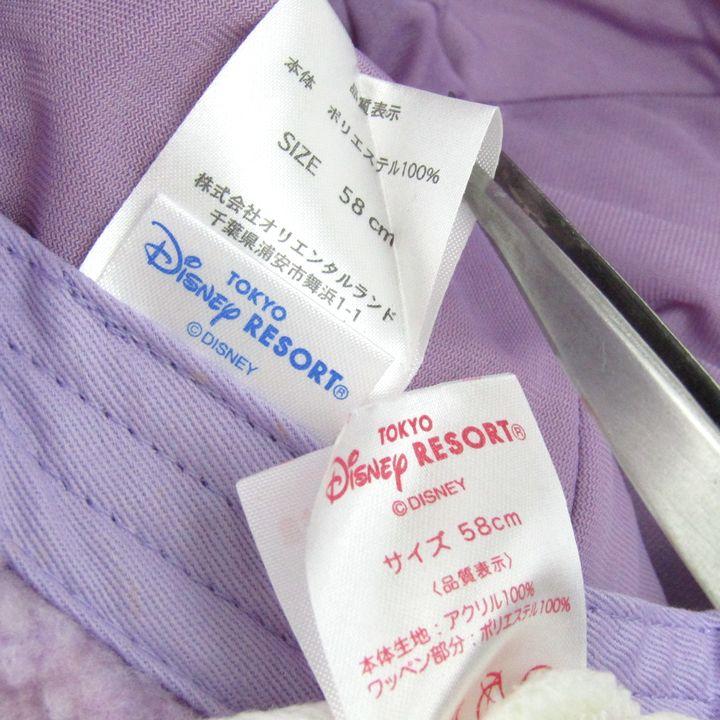 品質表示
本体 ポリエステル100%
SIZE 58 cm
株式会社オリエンタルランド
千葉県浦安市舞浜1-1
TOKYO
Disney RESORT®
©DISNEY
TOKYO
Disney RESORT®
©DISNEY
サイズ 58cm
〈品質表示〉
本体生地：アクリル100%
ワッペン部分：ポリエステル100%